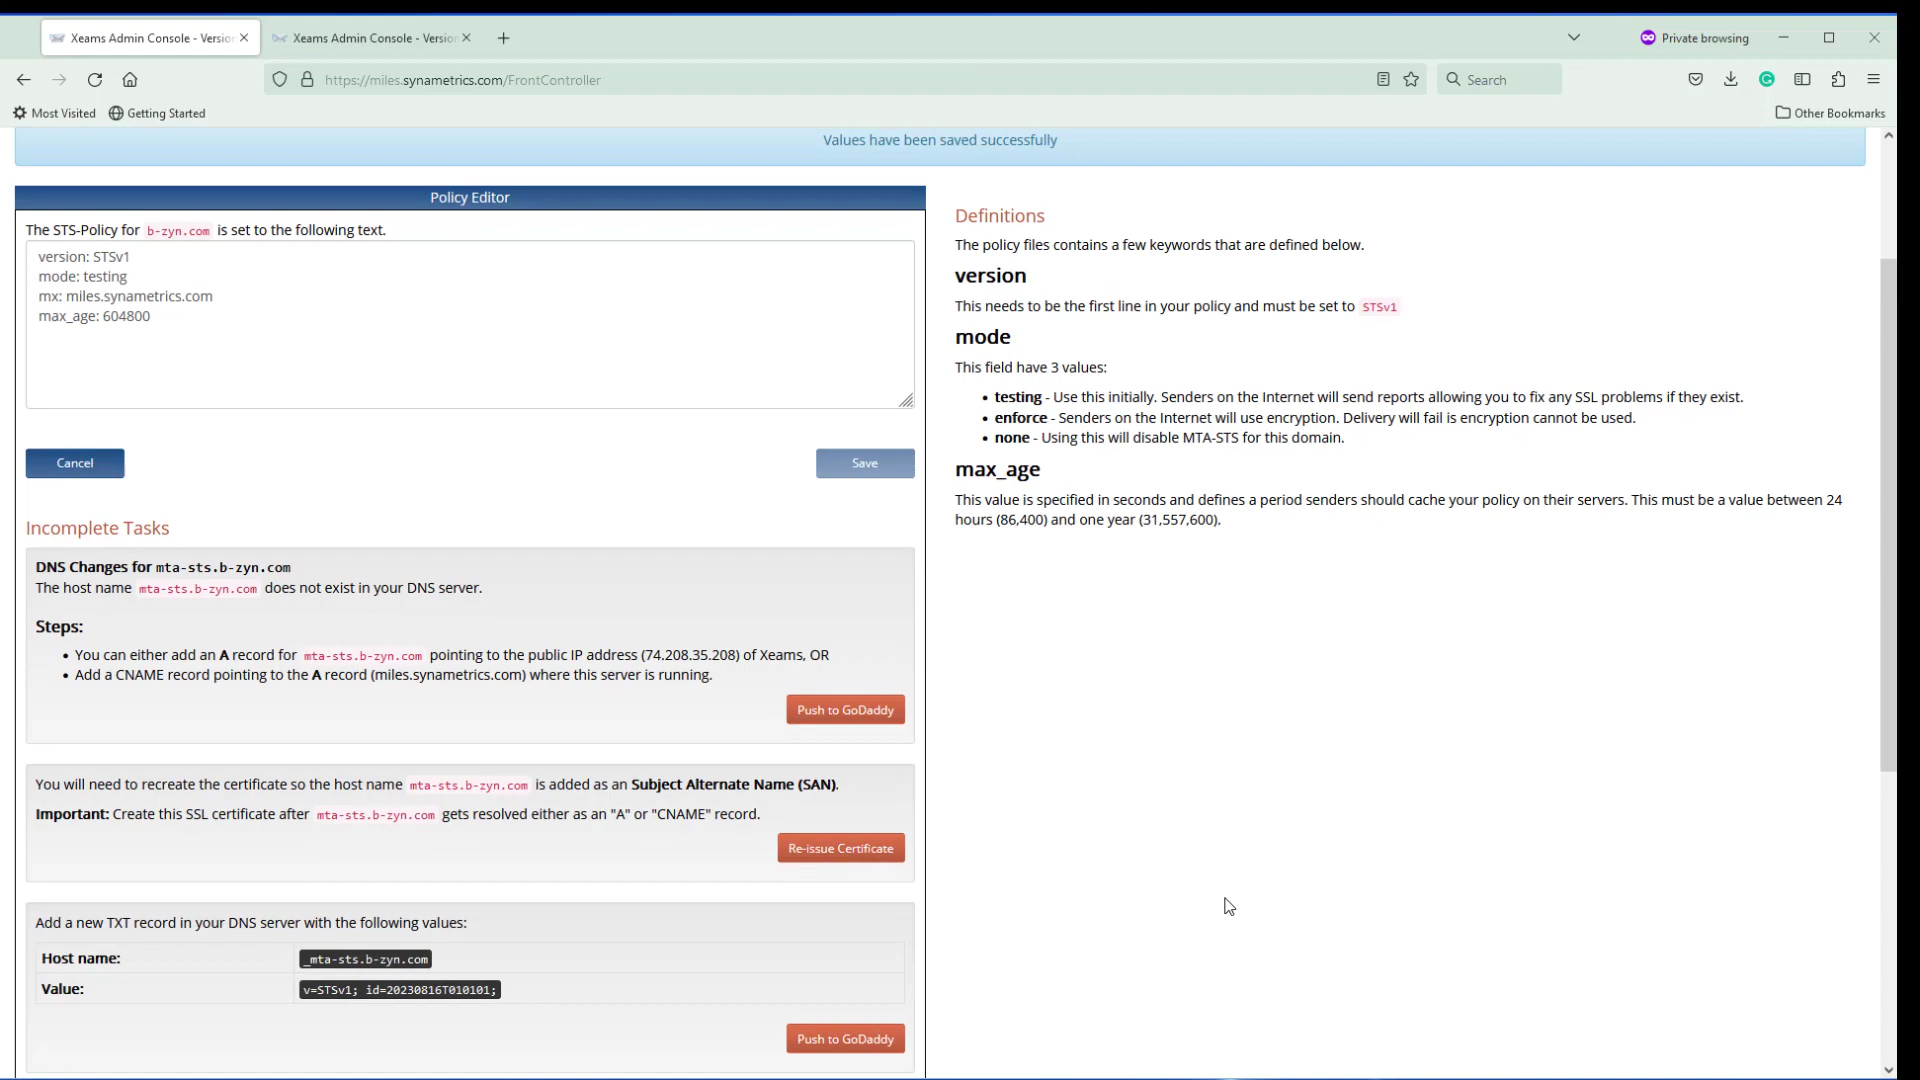 Xeams Admin Console - Versio
Xeams Admin Console - Versio
Private browsing
https://miles.synametrics.com/FrontController
Search
Most Visited
Getting Started
Other Bookmarks
Values have been saved successfully
Policy Editor
The STS-Policy for b-zyn.com is set to the following text.
version: STSv1
mode: testing
mx: miles.synametrics.com
max_age: 604800
Cancel
Save
Incomplete Tasks
DNS Changes for mta-sts.b-zyn.com
The host name mta-sts.b-zyn.com does not exist in your DNS server.
Steps:
You can either add an A record for mta-sts.b-zyn.com pointing to the public IP address (74.208.35.208) of Xeams, OR
Add a CNAME record pointing to the A record (miles.synametrics.com) where this server is running.
Push to GoDaddy
You will need to recreate the certificate so the host name mta-sts.b-zyn.com is added as an Subject Alternate Name (SAN).
Important: Create this SSL certificate after mta-sts.b-zyn.com gets resolved either as an "A" or "CNAME" record.
Re-issue Certificate
Add a new TXT record in your DNS server with the following values:
Host name: _mta-sts.b-zyn.com
Value: v=STSv1; id=20230816T010101;
Push to GoDaddy
Definitions
The policy files contains a few keywords that are defined below.
version
This needs to be the first line in your policy and must be set to STSv1
mode
This field have 3 values:
testing - Use this initially. Senders on the Internet will send reports allowing you to fix any SSL problems if they exist.
enforce - Senders on the Internet will use encryption. Delivery will fail is encryption cannot be used.
none - Using this will disable MTA-STS for this domain.
max_age
This value is specified in seconds and defines a period senders should cache your policy on their servers. This must be a value between 24
hours (86,400) and one year (31,557,600).